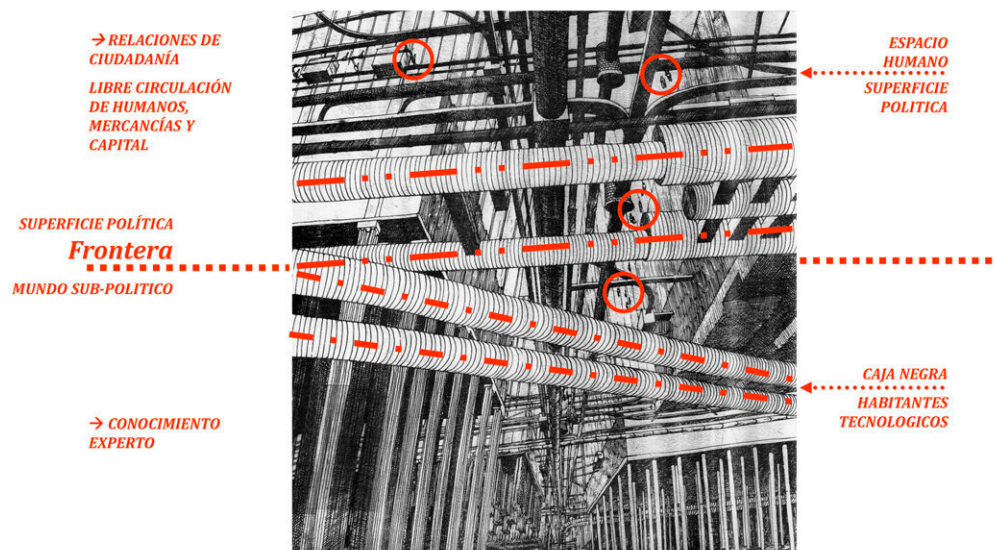 → RELACIONES DE
CIUDADANÍA
LIBRE CIRCULACIÓN
DE HUMANOS,
MERCANCÍAS Y
CAPITAL
SUPERFICIE POLÍTICA
Frontera
MUNDO SUB-POLITICO
→ CONOCIMIENTO
EXPERTO
ESPACIO
HUMANO
SUPERFICIE
POLITICA
CAJA NEGRA
HABITANTES
TECNOLOGICOS